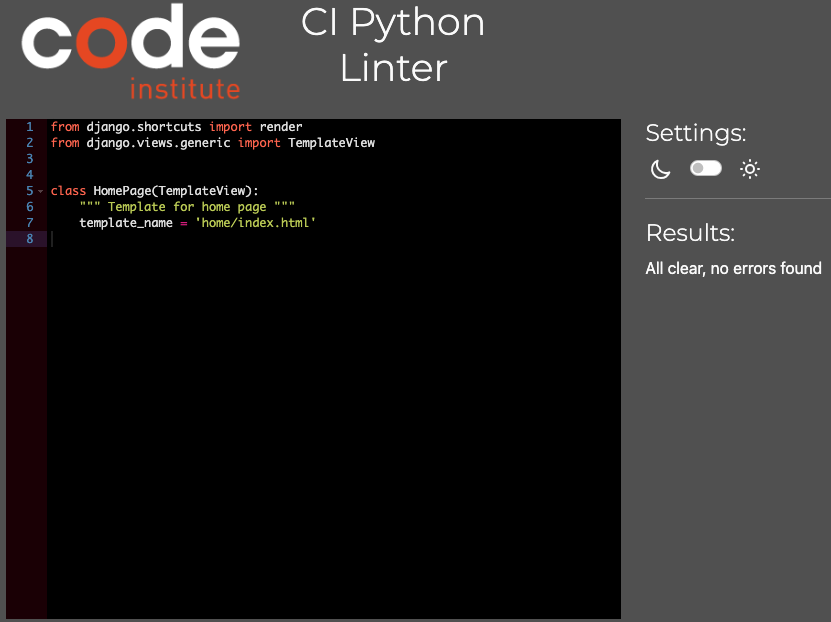 code
institute
CI Python
Linter
1 from django.shortcuts import render
2 from django.views.generic import TemplateView
3
4
5 class HomePage(TemplateView):
6     """ Template for home page """
7     template_name = 'home/index.html'
8
Settings:
Results:
All clear, no errors found